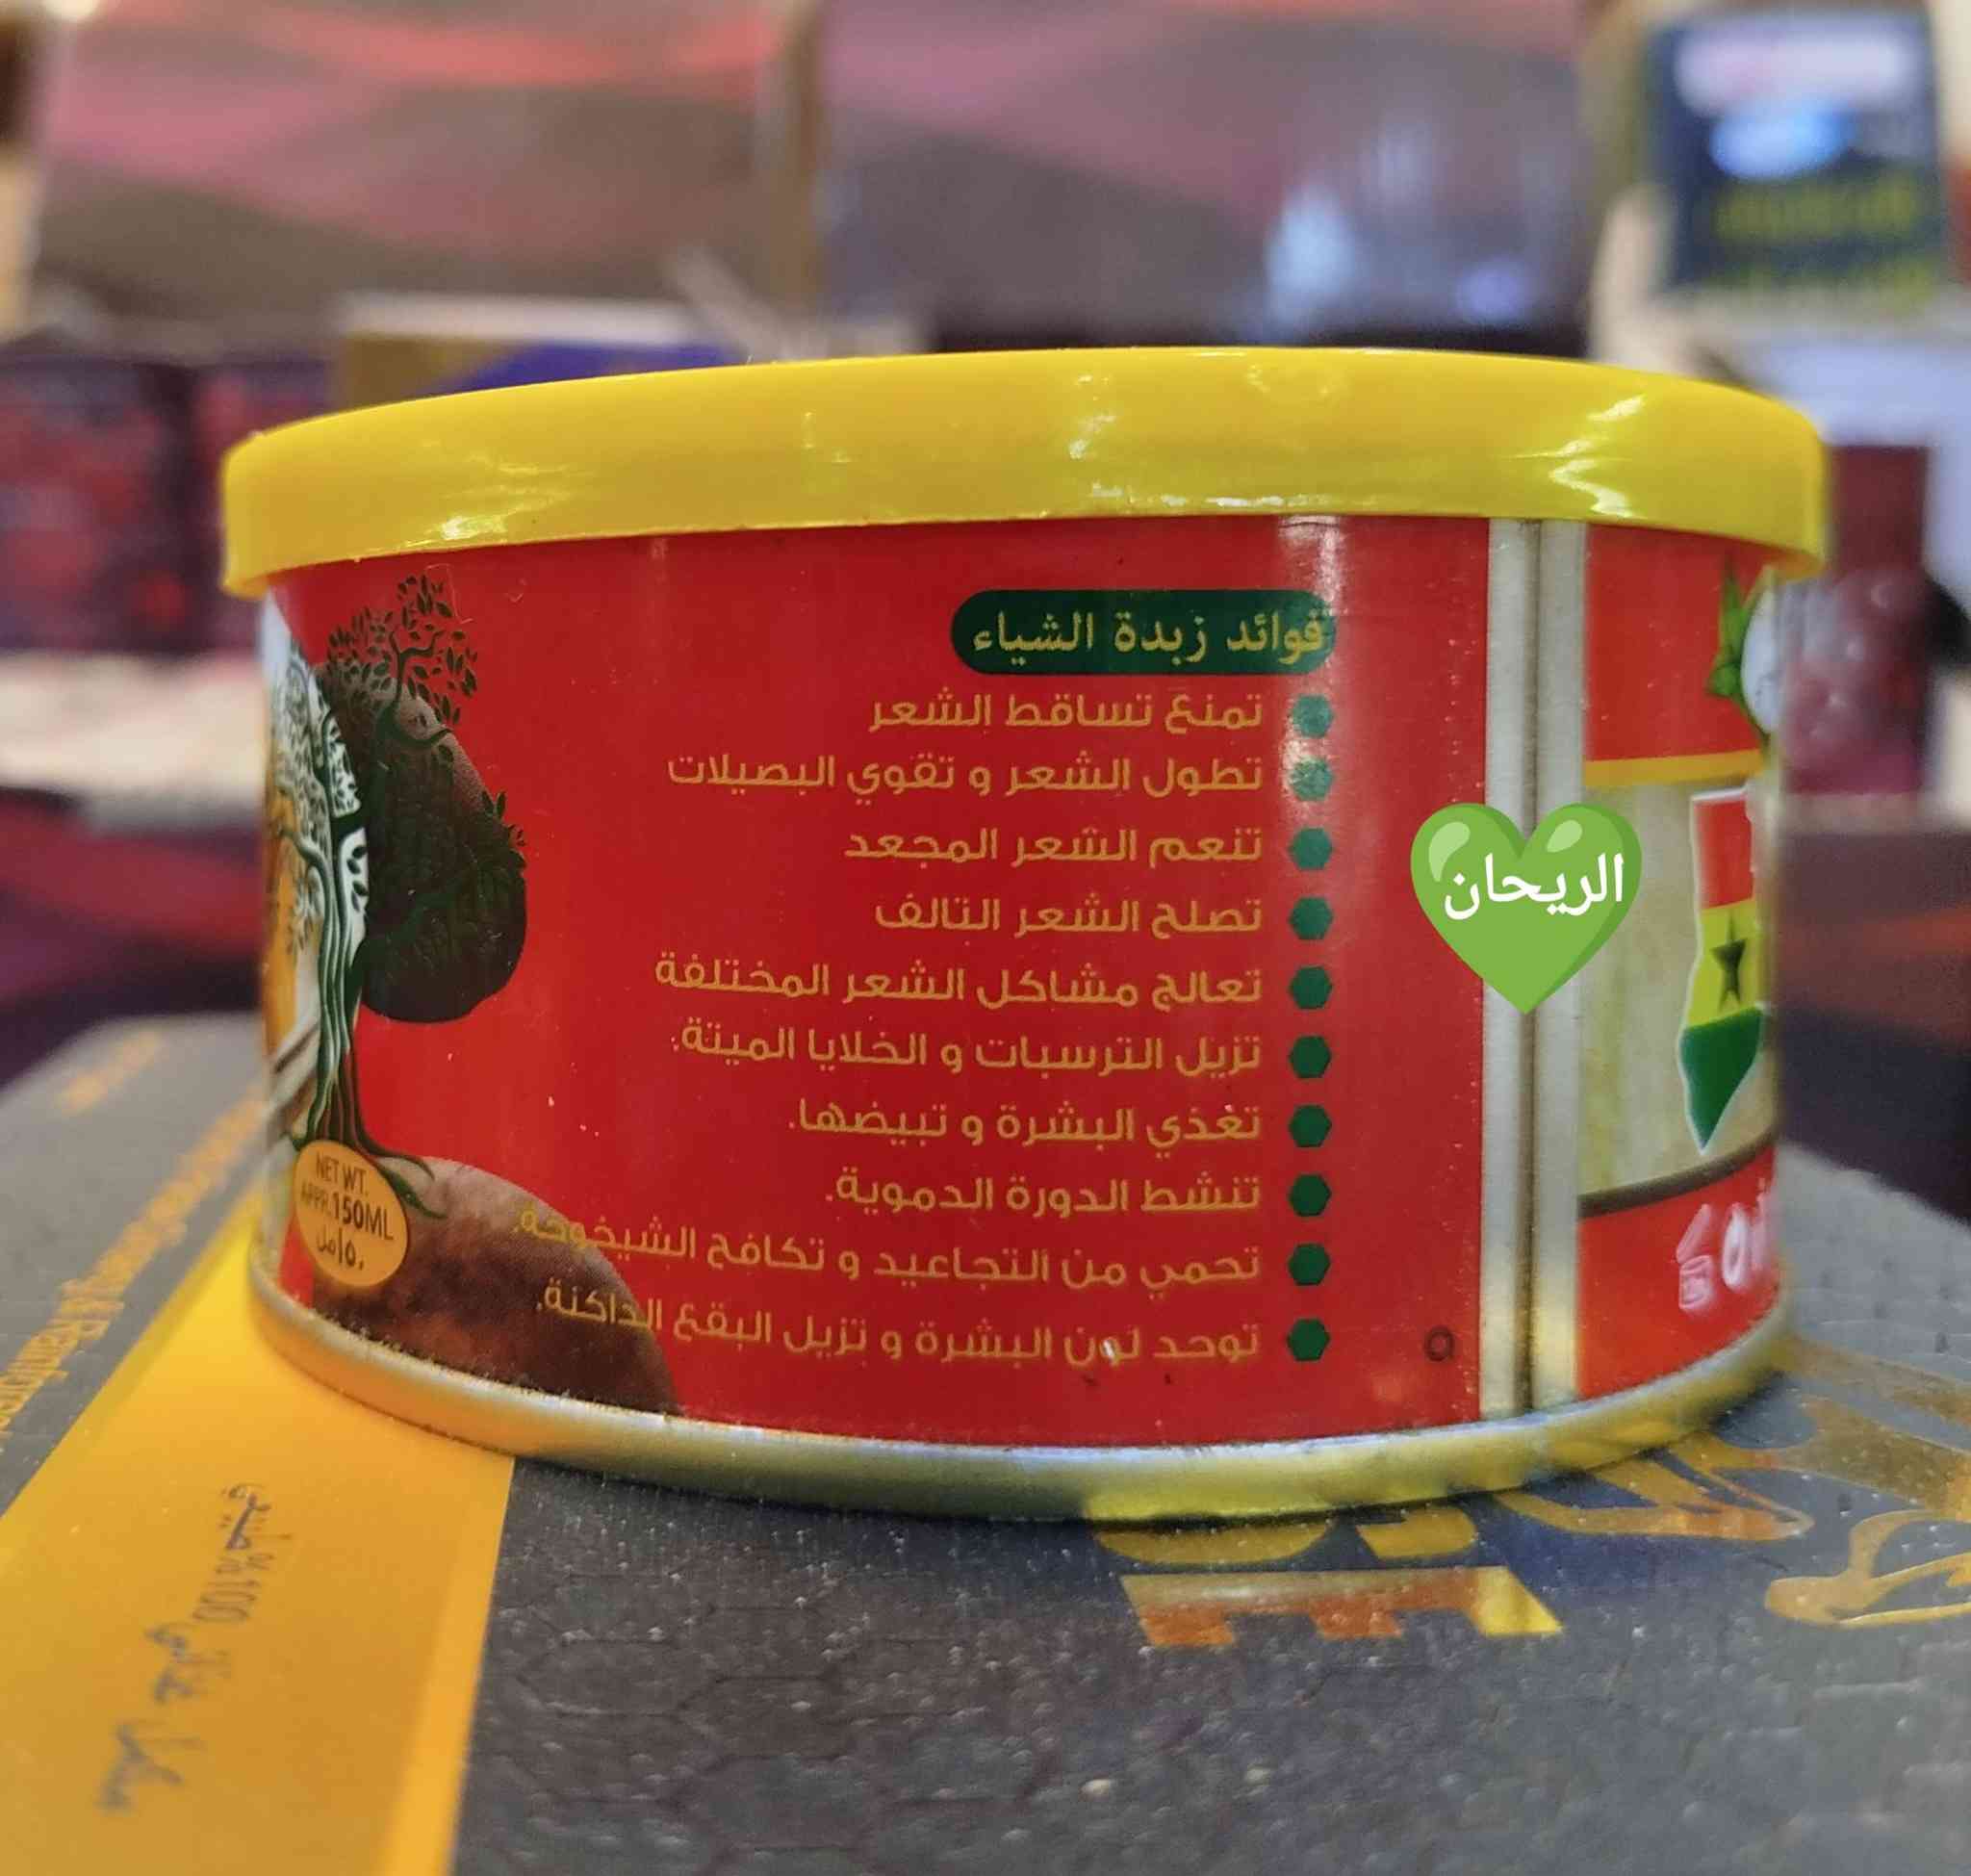 فوائد زبدة الشياء
تمنع تساقط الشعر
تطول الشعر و تقوي البصيلات
تنعم الشعر المجعد
تصلح الشعر التالف
تعالج مشاكل الشعر المختلفة
تزيل الترسبات و الخلايا الميتة.
تغذي البشرة و تبيضها.
تنشط الدورة الدموية.
تحمي من التجاعيد و تكافح الشيخوخة.
توحد لون البشرة و تزيل البقع الداكنة.
الريحان
NET WT.
APPR.150ML
١٥٠مل